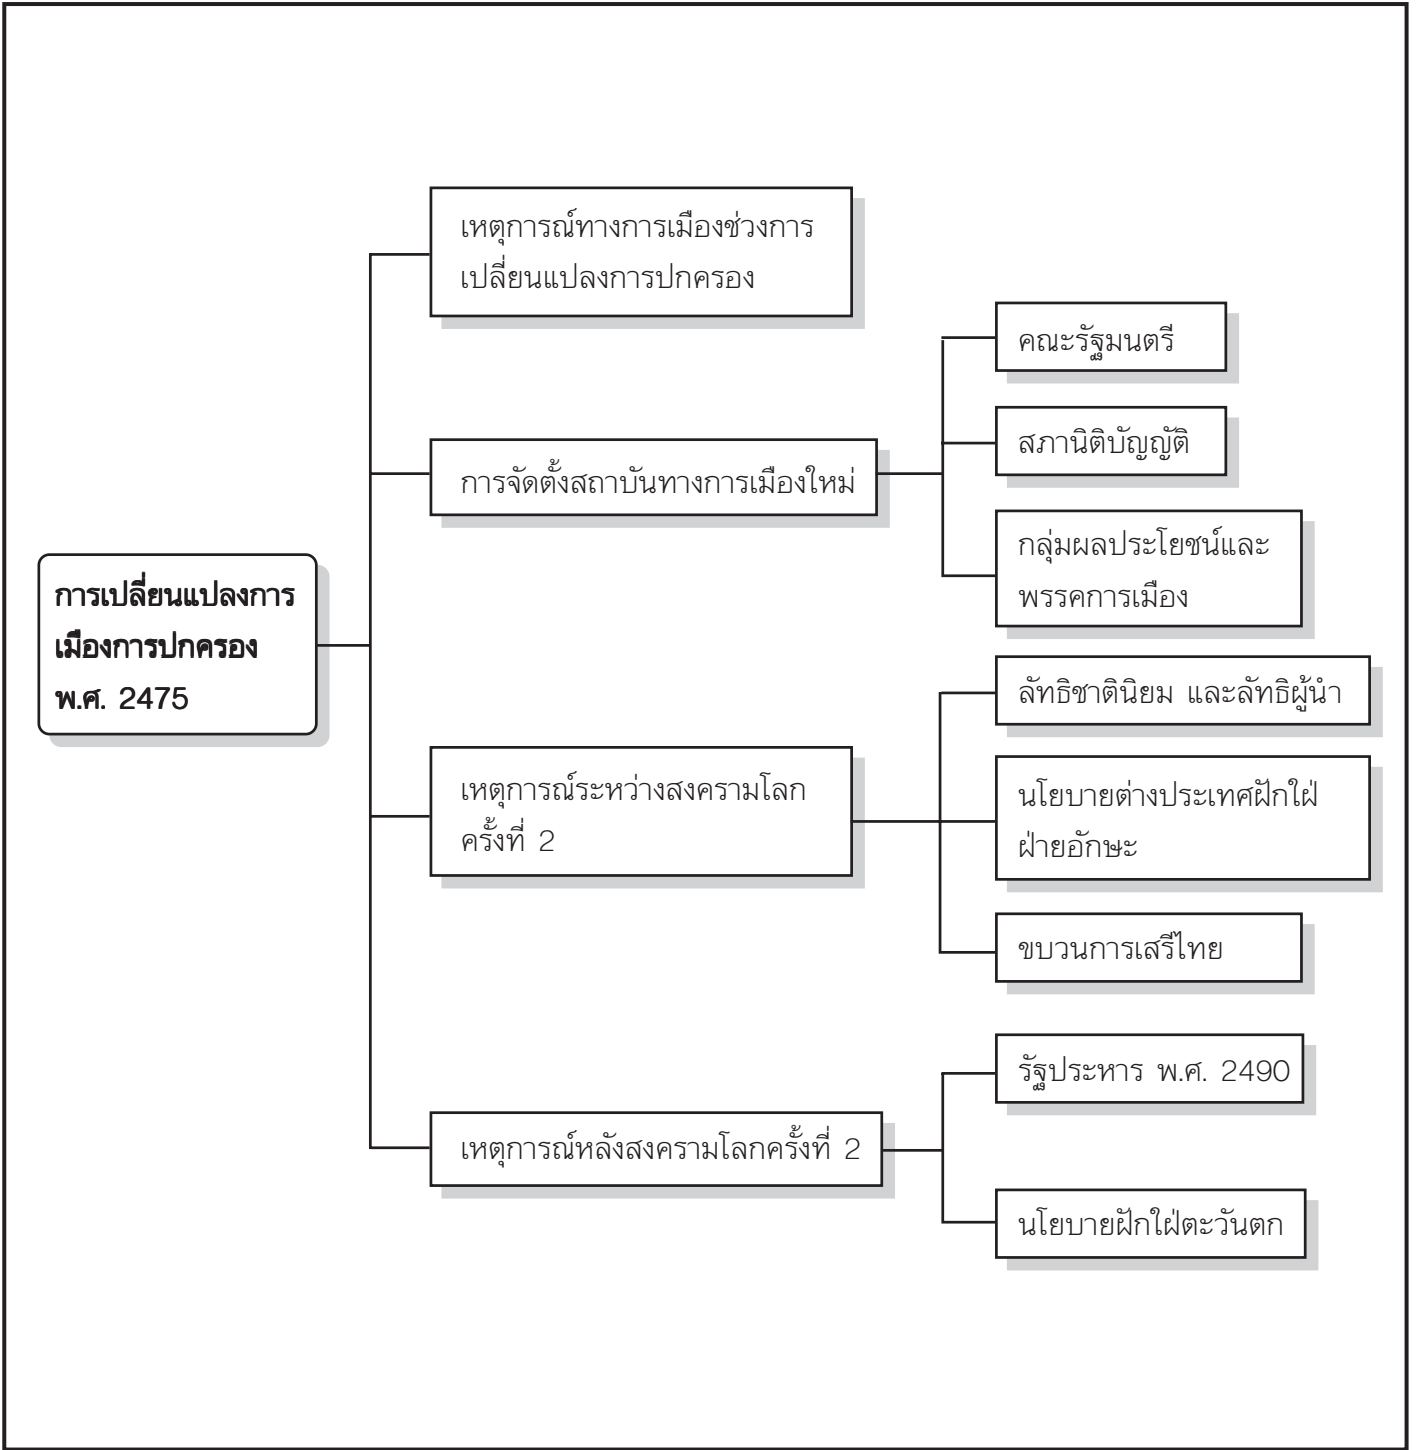 การเปลี่ยนแปลงการ
เมืองการปกครอง
พ.ศ. 2475
เหตุการณ์ทางการเมืองช่วงการ
เปลี่ยนแปลงการปกครอง
การจัดตั้งสถาบันทางการเมืองใหม่
คณะรัฐมนตรี
สภานิติบัญญัติ
กลุ่มผลประโยชน์และ
พรรคการเมือง
เหตุการณ์ระหว่างสงครามโลก
ครั้งที่ 2
ลัทธิชาตินิยม และลัทธิผู้นำ
นโยบายต่างประเทศฝักใฝ่
ฝ่ายอักษะ
ขบวนการเสรีไทย
เหตุการณ์หลังสงครามโลกครั้งที่ 2
รัฐประหาร พ.ศ. 2490
นโยบายฝักใฝ่ตะวันตก